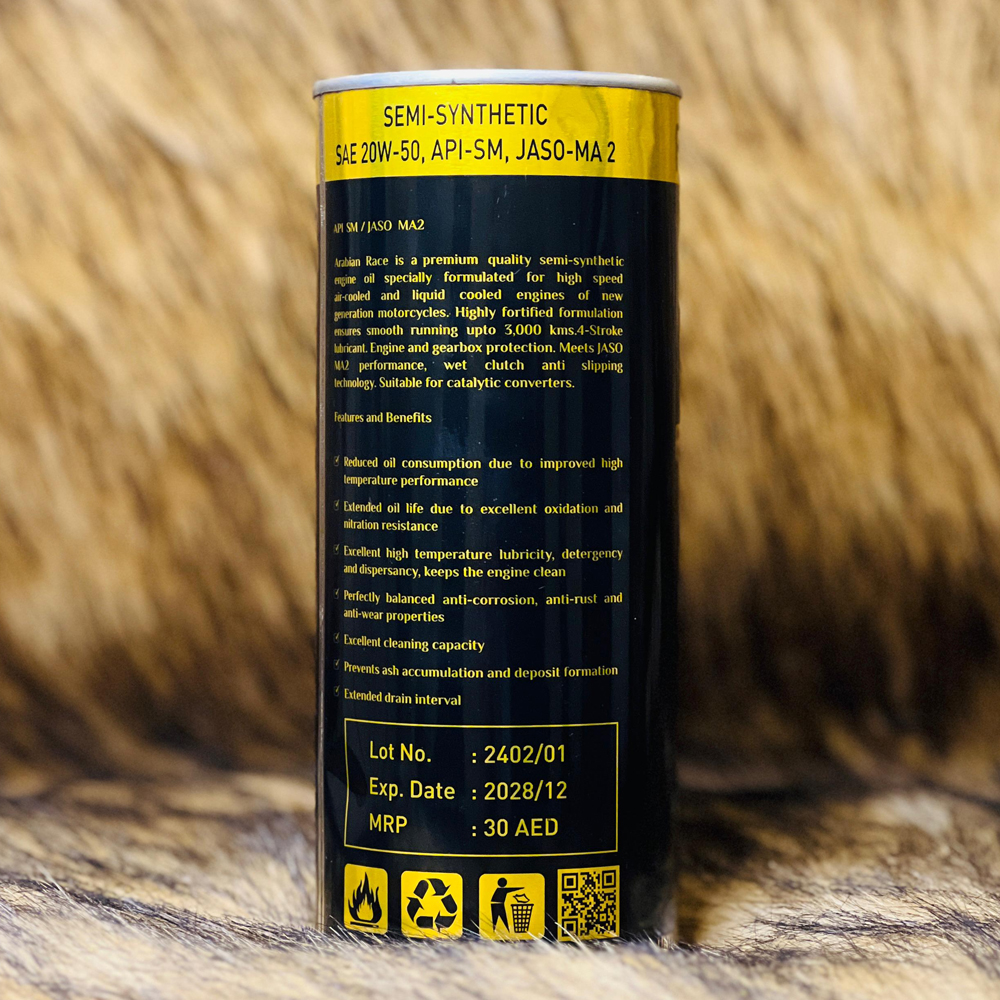 SEMI-SYNTHETIC
SAE 20W-50, API-SM, JASO-MA 2
API SM / JASO MA2
Arabian Race is a premium quality semi-synthetic
engine oil specially formulated for high speed
air-cooled and liquid cooled engines of new
generation motorcycles. Highly fortified formulation
ensures smooth running upto 3,000 kms.4-Stroke
lubricant. Engine and gearbox protection. Meets JASO
MA2 performance, wet clutch anti slipping
technology. Suitable for catalytic converters.
Features and Benefits
Reduced oil consumption due to improved high
temperature performance
Extended oil life due to excellent oxidation and
nitration resistance
Excellent high temperature lubricity, detergency
and dispersancy, keeps the engine clean
Perfectly balanced anti-corrosion, anti-rust and
anti-wear properties
Excellent cleaning capacity
Prevents ash accumulation and deposit formation
Extended drain interval
Lot No. : 2402/01
Exp. Date : 2028/12
MRP : 30 AED